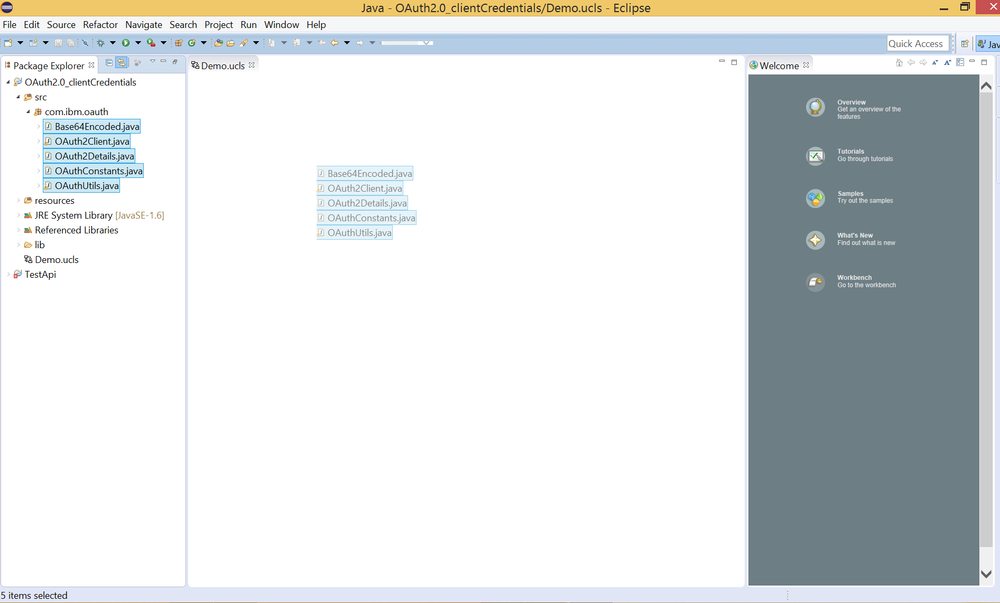 Java - OAuth2.0_clientCredentials/Demo.ucls - Eclipse
File Edit Source Refactor Navigate Search Project Run Window Help
Quick Access
Jav
Package Explorer
OAuth2.0_clientCredentials
src
com.ibm.oauth
Base64Encoded.java
OAuth2Client.java
OAuth2Details.java
OAuthConstants.java
OAuthUtils.java
resources
JRE System Library [JavaSE-1.6]
Referenced Libraries
lib
Demo.ucls
TestApi
Demo.ucls
Base64Encoded.java
OAuth2Client.java
OAuth2Details.java
OAuthConstants.java
OAuthUtils.java
Welcome
Overview
Get an overview of the
features
Tutorials
Go through tutorials
Samples
Try out the samples
What's New
Find out what is new
Workbench
Go to the workbench
5 items selected